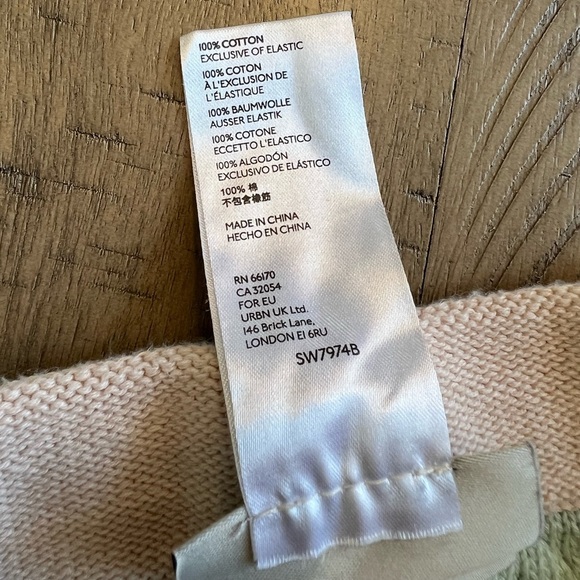 100% COTTON
EXCLUSIVE OF ELASTIC
100% COTON
À L'EXCLUSION DE
L'ÉLASTIQUE
100% BAUMWOLLE
AUSSER ELASTIK
100% COTONE
ECCETTO L'ELASTICO
100% ALGODÓN
EXCLUSIVO DE ELÁSTICO
100% 棉
不包含橡筋
MADE IN CHINA
HECHO EN CHINA
RN 66170
CA 32054
FOR EU
URBN UK Ltd.
146 Brick Lane,
LONDON E1 6RU
SW7974B